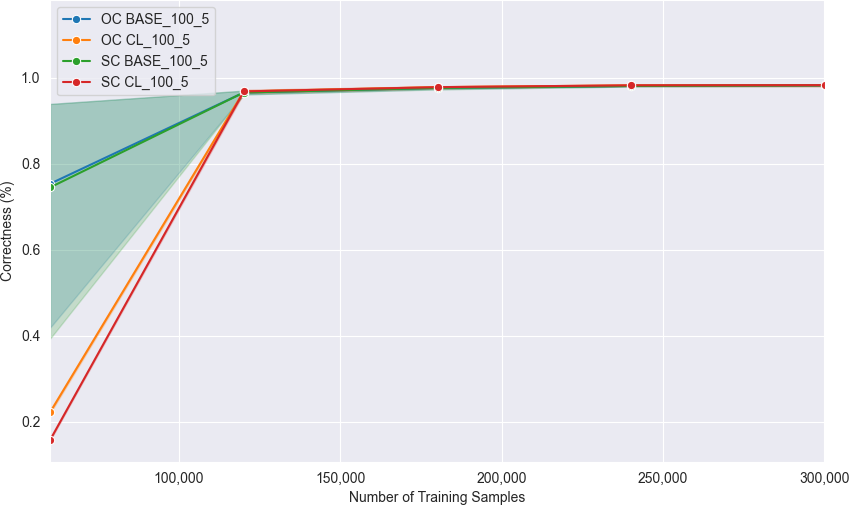 OC BASE_100_5
OC CL_100_5
SC BASE_100_5
SC CL_100_5
1.0
0.8
0.6
0.4
0.2
Correctness (%)
100,000
150,000
200,000
250,000
300,000
Number of Training Samples